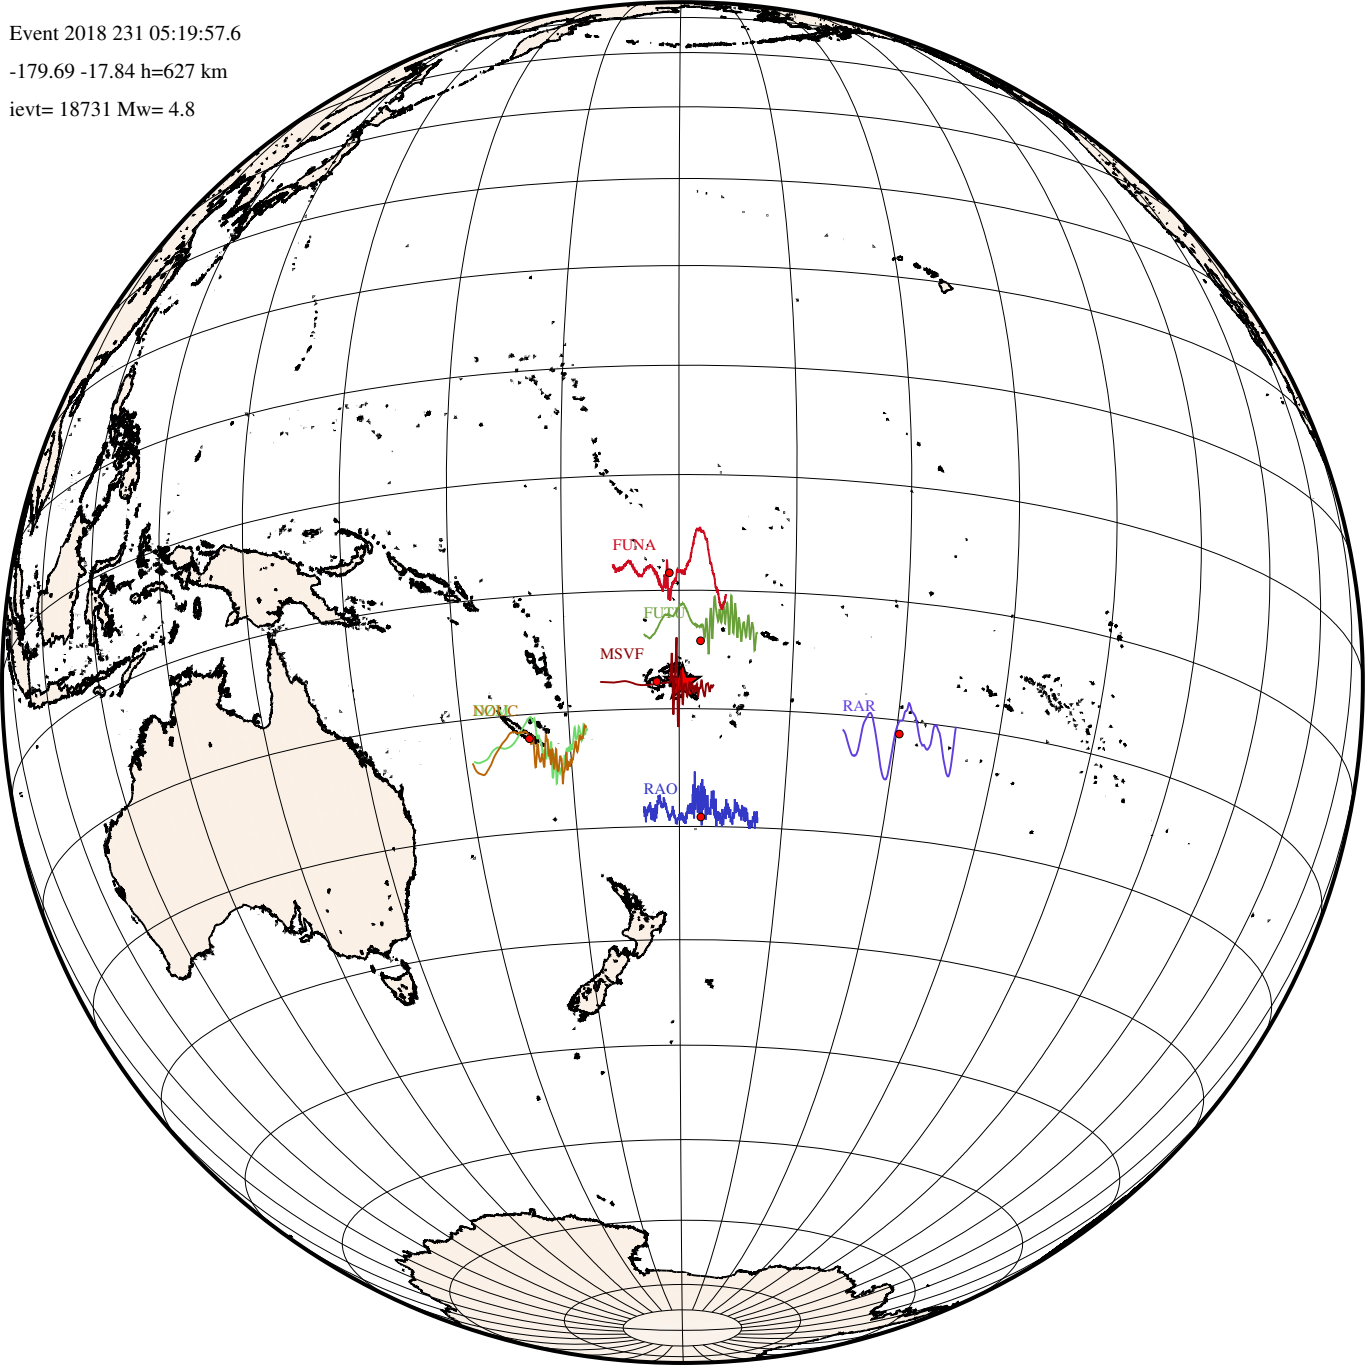 Event 2018 231 05:19:57.6
-179.69 -17.84 h=627 km
ievt= 18731 Mw= 4.8
FUNA
FUTU
MSVF
RAR
RAO